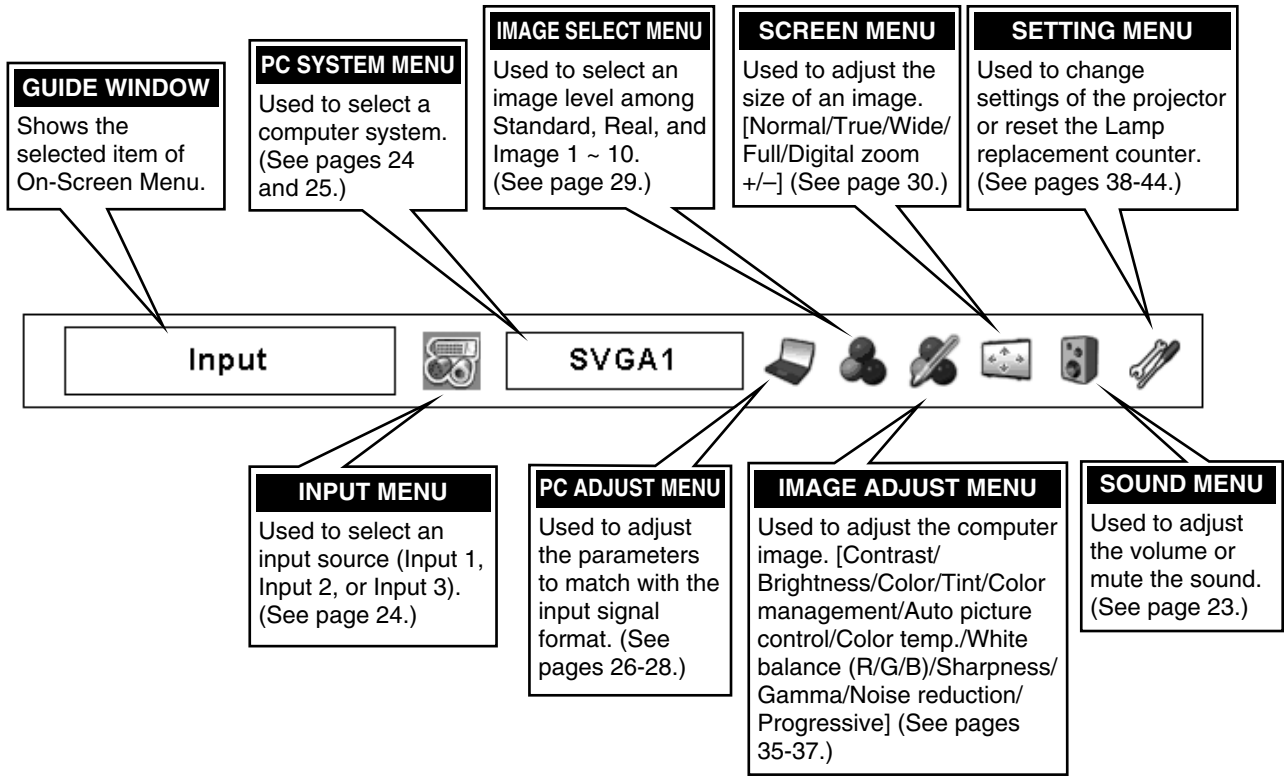 GUIDE WINDOW
Shows the
selected item of
On-Screen Menu.
PC SYSTEM MENU
Used to select a
computer system.
(See pages 24
and 25.)
IMAGE SELECT MENU
Used to select an
image level among
Standard, Real, and
Image 1 ~ 10.
(See page 29.)
SCREEN MENU
Used to adjust the
size of an image.
[Normal/True/Wide/
Full/Digital zoom
+/–] (See page 30.)
SETTING MENU
Used to change
settings of the projector
or reset the Lamp
replacement counter.
(See pages 38-44.)
Input
SVGA1
INPUT MENU
Used to select an
input source (Input 1,
Input 2, or Input 3).
(See page 24.)
PC ADJUST MENU
Used to adjust
the parameters
to match with the
input signal
format. (See
pages 26-28.)
IMAGE ADJUST MENU
Used to adjust the computer
image. [Contrast/
Brightness/Color/Tint/Color
management/Auto picture
control/Color temp./White
balance (R/G/B)/Sharpness/
Gamma/Noise reduction/
Progressive] (See pages
35-37.)
SOUND MENU
Used to adjust
the volume or
mute the sound.
(See page 23.)